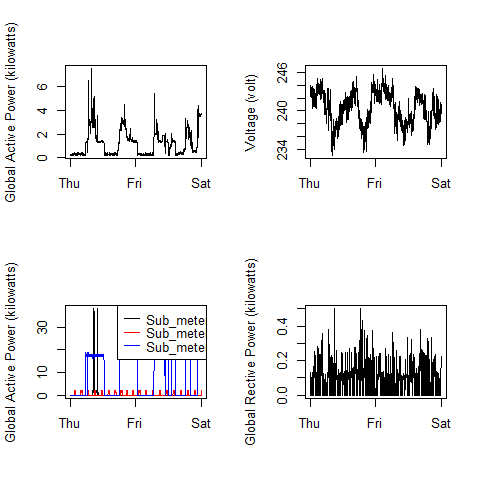 Global Active Power (kilowatts)
0 2 4 6
Thu Fri Sat
Voltage (volt)
234 240 246
Thu Fri Sat
Global Active Power (kilowatts)
0 10 30
Sub_mete
Sub_mete
Sub_mete
Thu Fri Sat
Global Rective Power (kilowatts)
0.0 0.2 0.4
Thu Fri Sat